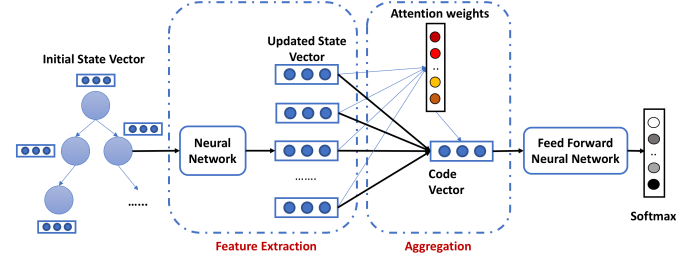 Initial State Vector
......
Neural
Network
Updated State
Vector
.......
Feature Extraction
Attention weights
..
Code
Vector
Aggregation
Feed Forward
Neural Network
..
Softmax